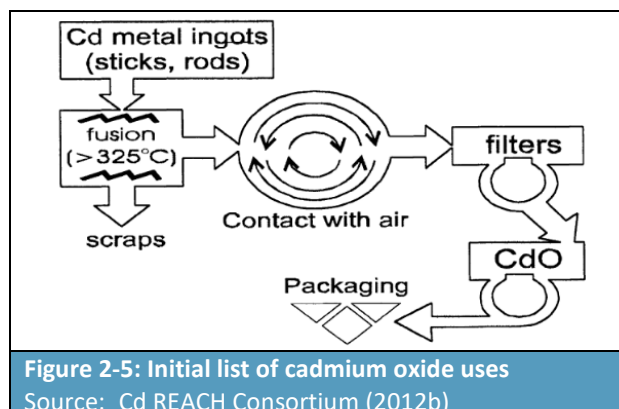 Cd metal ingots
(sticks, rods)
fusion
(>325°C)
scraps
Contact with air
filters
CdO
Packaging
Figure 2-5: Initial list of cadmium oxide uses
Source: Cd REACH Consortium (2012b)